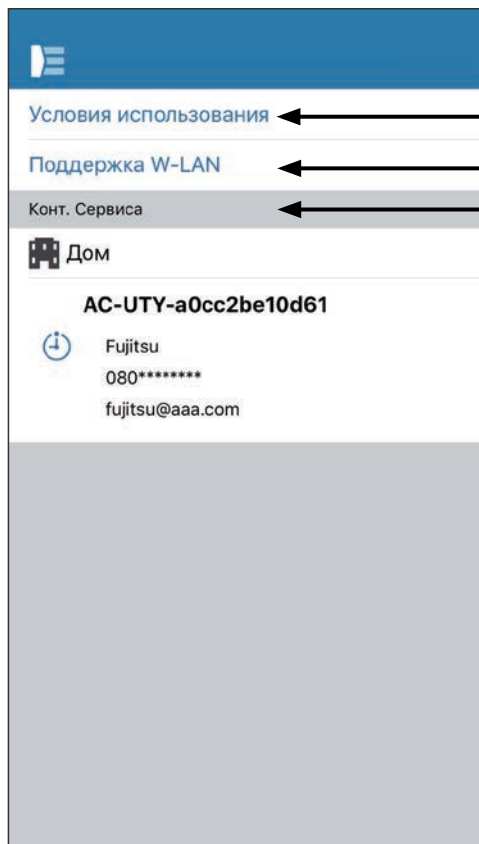 Условия использования
Поддержка W-LAN
Конт. Сервиса
Дом
AC-UTY-a0cc2be10d61
Fujitsu
080********
fujitsu@aaa.com